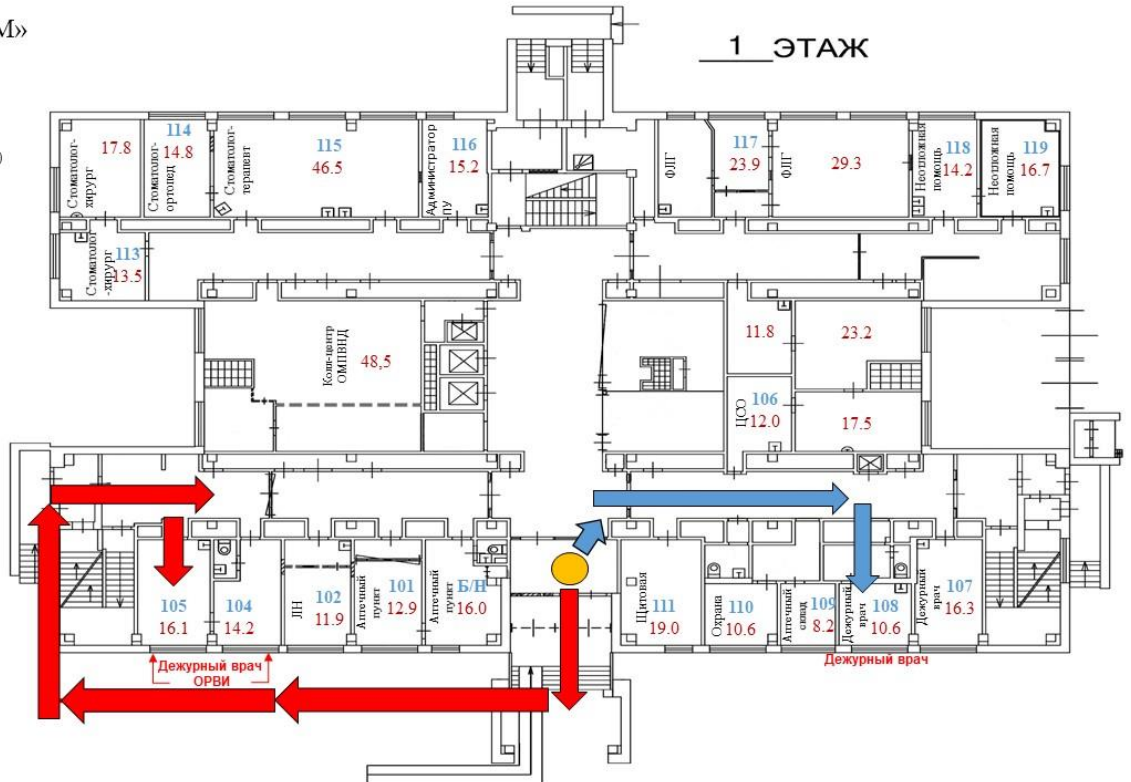 М»
)
1 ЭТАЖ
Стоматолог-
хирург
17.8
114
14.8
Стоматолог-
ортопед
115
46.5
Стоматолог-
терапевт
116
15.2
Администратор
ПУ
ФЛГ
117
23.9
ФЛГ
29.3
118
14.2
Неотложная
помощь
119
16.7
Неотложная
помощь
113
13.5
Стоматолог
-хирург
Колл-центр
ОМПВНД
48,5
11.8
23.2
106
12.0
ЦСО
17.5
105
16.1
104
14.2
ЛН
102
11.9
Аптечный
пункт
101
12.9
Аптечный
пункт
Б/Н
16.0
Щитовая
111
19.0
Охрана
110
10.6
Аптечный
склад
109
8.2
Дежурный
врач
108
10.6
Дежурный
врач
107
16.3
Дежурный врач
ОРВИ
Дежурный врач